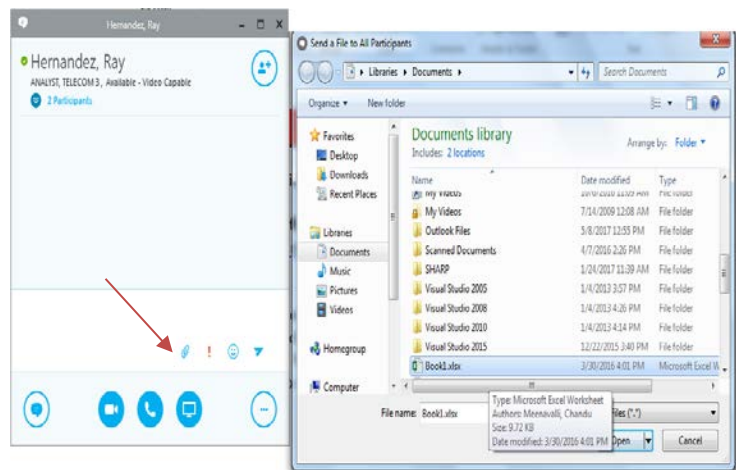 Hernandez, Ray
Hernandez, Ray
ANALYST, TELECOM 3, Available - Video Capable
2 Participants
Send a File to All Participants
Libraries ▸ Documents ▸
Search Documents
Organize
New folder
Favorites
Desktop
Downloads
Recent Places
Libraries
Documents
Music
Pictures
Videos
Homegroup
Computer
Documents library
Includes: 2 locations
Arrange by: Folder
Name Date modified Type
My Videos File folder
My Videos 7/14/2009 12:08 AM File folder
Outlook Files 5/8/2017 12:55 PM File folder
Scanned Documents 4/7/2016 2:26 PM File folder
SHARP 1/24/2017 11:39 AM File folder
Visual Studio 2005 1/4/2013 3:57 PM File folder
Visual Studio 2008 1/4/2013 4:26 PM File folder
Visual Studio 2010 1/4/2013 4:14 PM File folder
Visual Studio 2015 12/22/2015 3:40 PM File folder
Book1.xlsx 3/30/2016 4:01 PM Microsoft Excel W
Type: Microsoft Excel Worksheet
Authors: Meenavalli, Chandu
Size: 9.72 KB
Date modified: 3/30/2016 4:01 PM
File name: Book1.xlsx
Files (*.*)
Open
Cancel